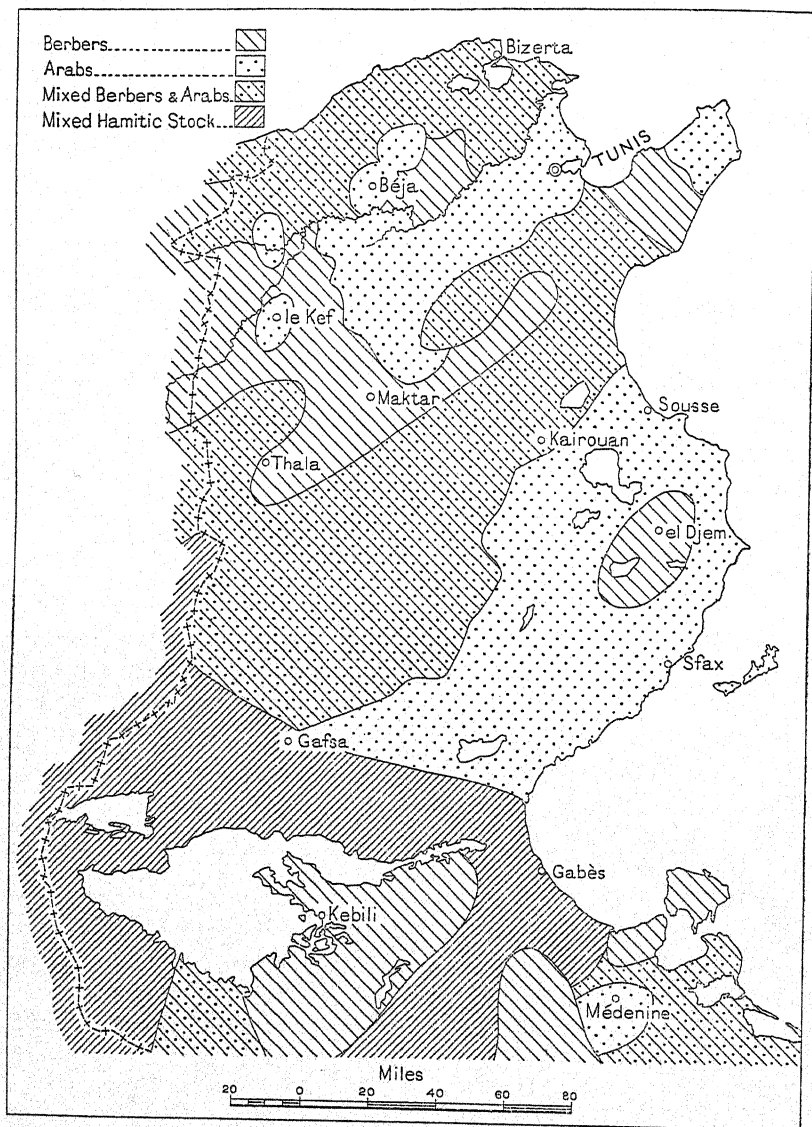 Berbers
Arabs
Mixed Berbers & Arabs
Mixed Hamitic Stock
Bizerta
TUNIS
Béja
le Kef
Maktar
Sousse
Kairouan
Thala
el Djem
Sfax
Gafsa
Gabès
Kebili
Médenine
Miles
20 0 20 40 60 80